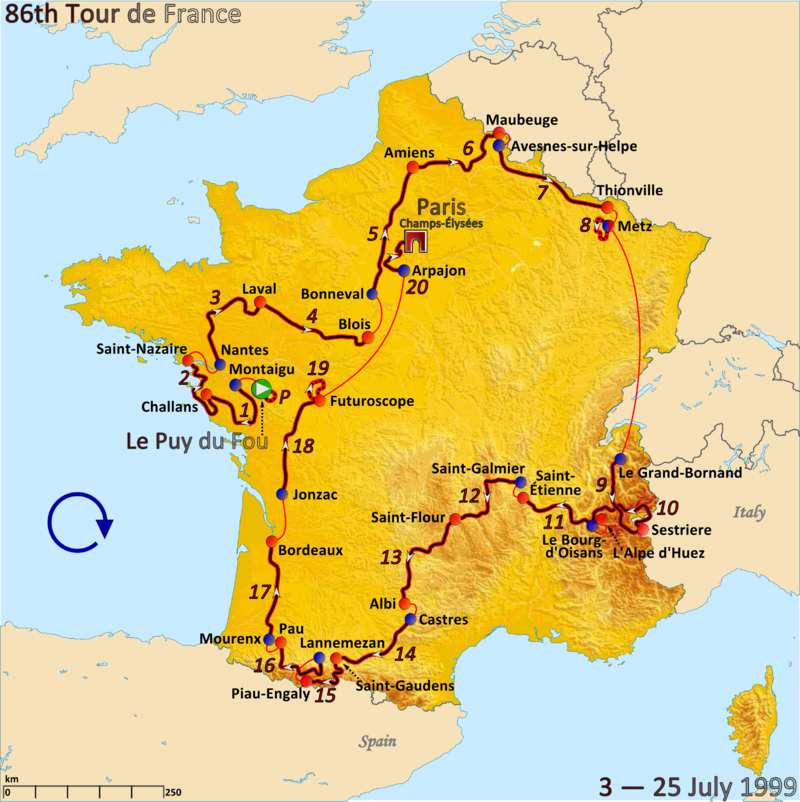 86th Tour de France
Maubeuge
6
Avesnes-sur-Helpe
Amiens
7
Thionville
Paris
Champs-Élysées
5
8
Metz
Arpajon
20
Laval
Bonneval
3
4
Blois
Saint-Nazaire
Nantes
2
Montaigu
19
Challans
1
P
Futuroscope
Le Puy du Fou
18
Saint-Galmier
Saint-
Étienne
Le Grand-Bornand
9
Jonzac
12
10
Saint-Flour
11
Sestriere
Italy
Le Bourg-
d'Oisans
L'Alpe d'Huez
Bordeaux
13
17
Albi
Castres
Mourenx
Pau
Lannemezan
14
16
Piau-Engaly
15
Saint-Gaudens
Spain
km
0
250
3 — 25 July 1999